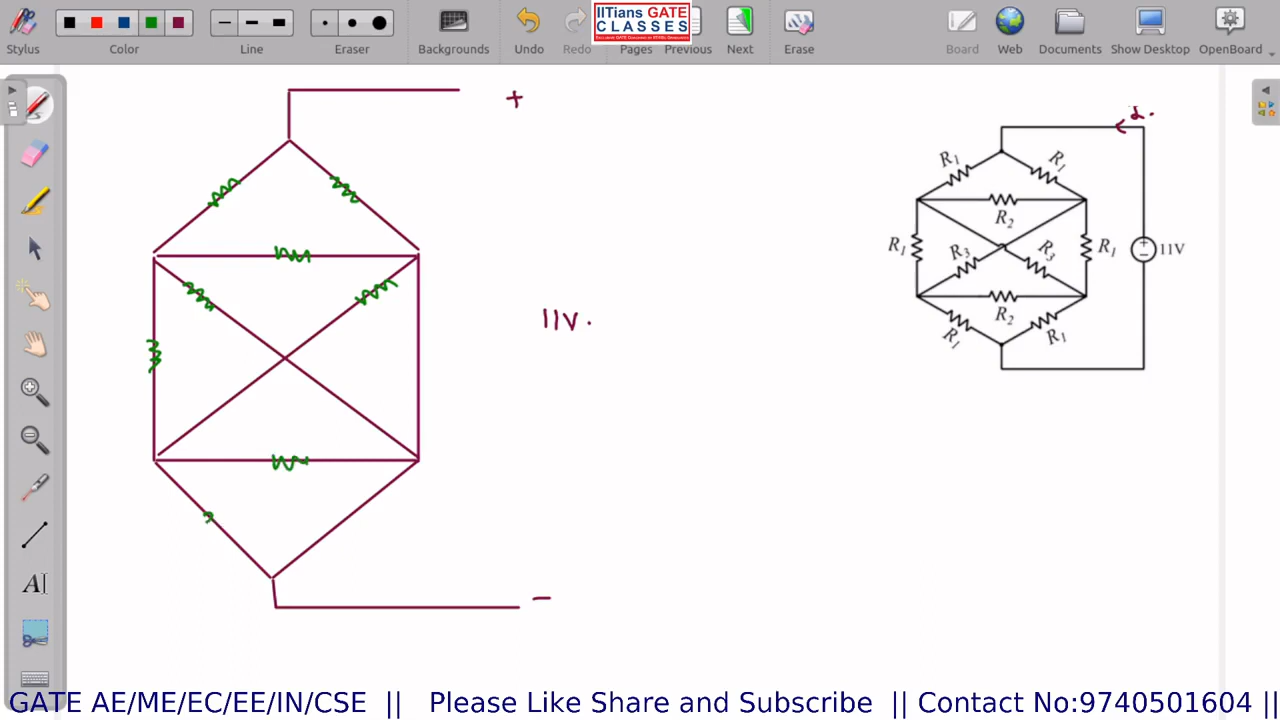 IITians GATE
CLASSES
Stylus
Color
Line
Eraser
Backgrounds
Undo
Redo
Pages
Previous
Next
Erase
Board
Web
Documents
Show Desktop
OpenBoard
+
11V.
-
R1
R1
R2
R1
R3
R3
R1
11V
R2
R1
R1
GATE AE/ME/EC/EE/IN/CSE || Please Like Share and Subscribe || Contact No:9740501604 ||